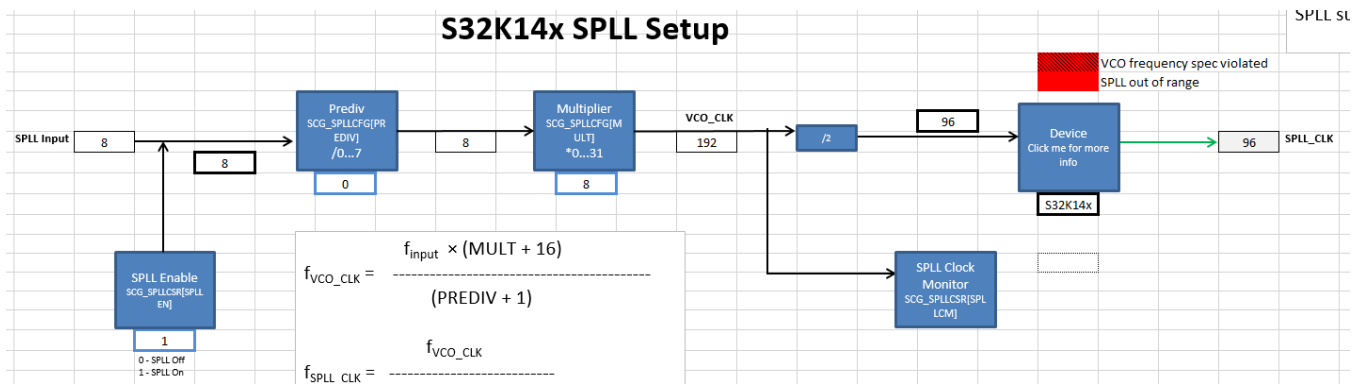 S32K14x SPLL Setup
SPLL su
VCO frequency spec violated
SPLL out of range
SPLL Input
8
8
Prediv
SCG_SPLLCFG[PR
EDIV]
/0...7
0
8
Multiplier
SCG_SPLLCFG[M
ULT]
*0...31
8
VCO_CLK
192
/2
96
Device
Click me for more
info
S32K14x
96
SPLL_CLK
SPLL Enable
SCG_SPLLCSR[SPLL
EN]
1
0 - SPLL Off
1 - SPLL On
f_input × (MULT + 16)
f_VCO_CLK = ------------------------------------------
(PREDIV + 1)
f_VCO_CLK
f_SPLL_CLK = ---------------------------
SPLL Clock
Monitor
SCG_SPLLCSR[SPL
LCM]